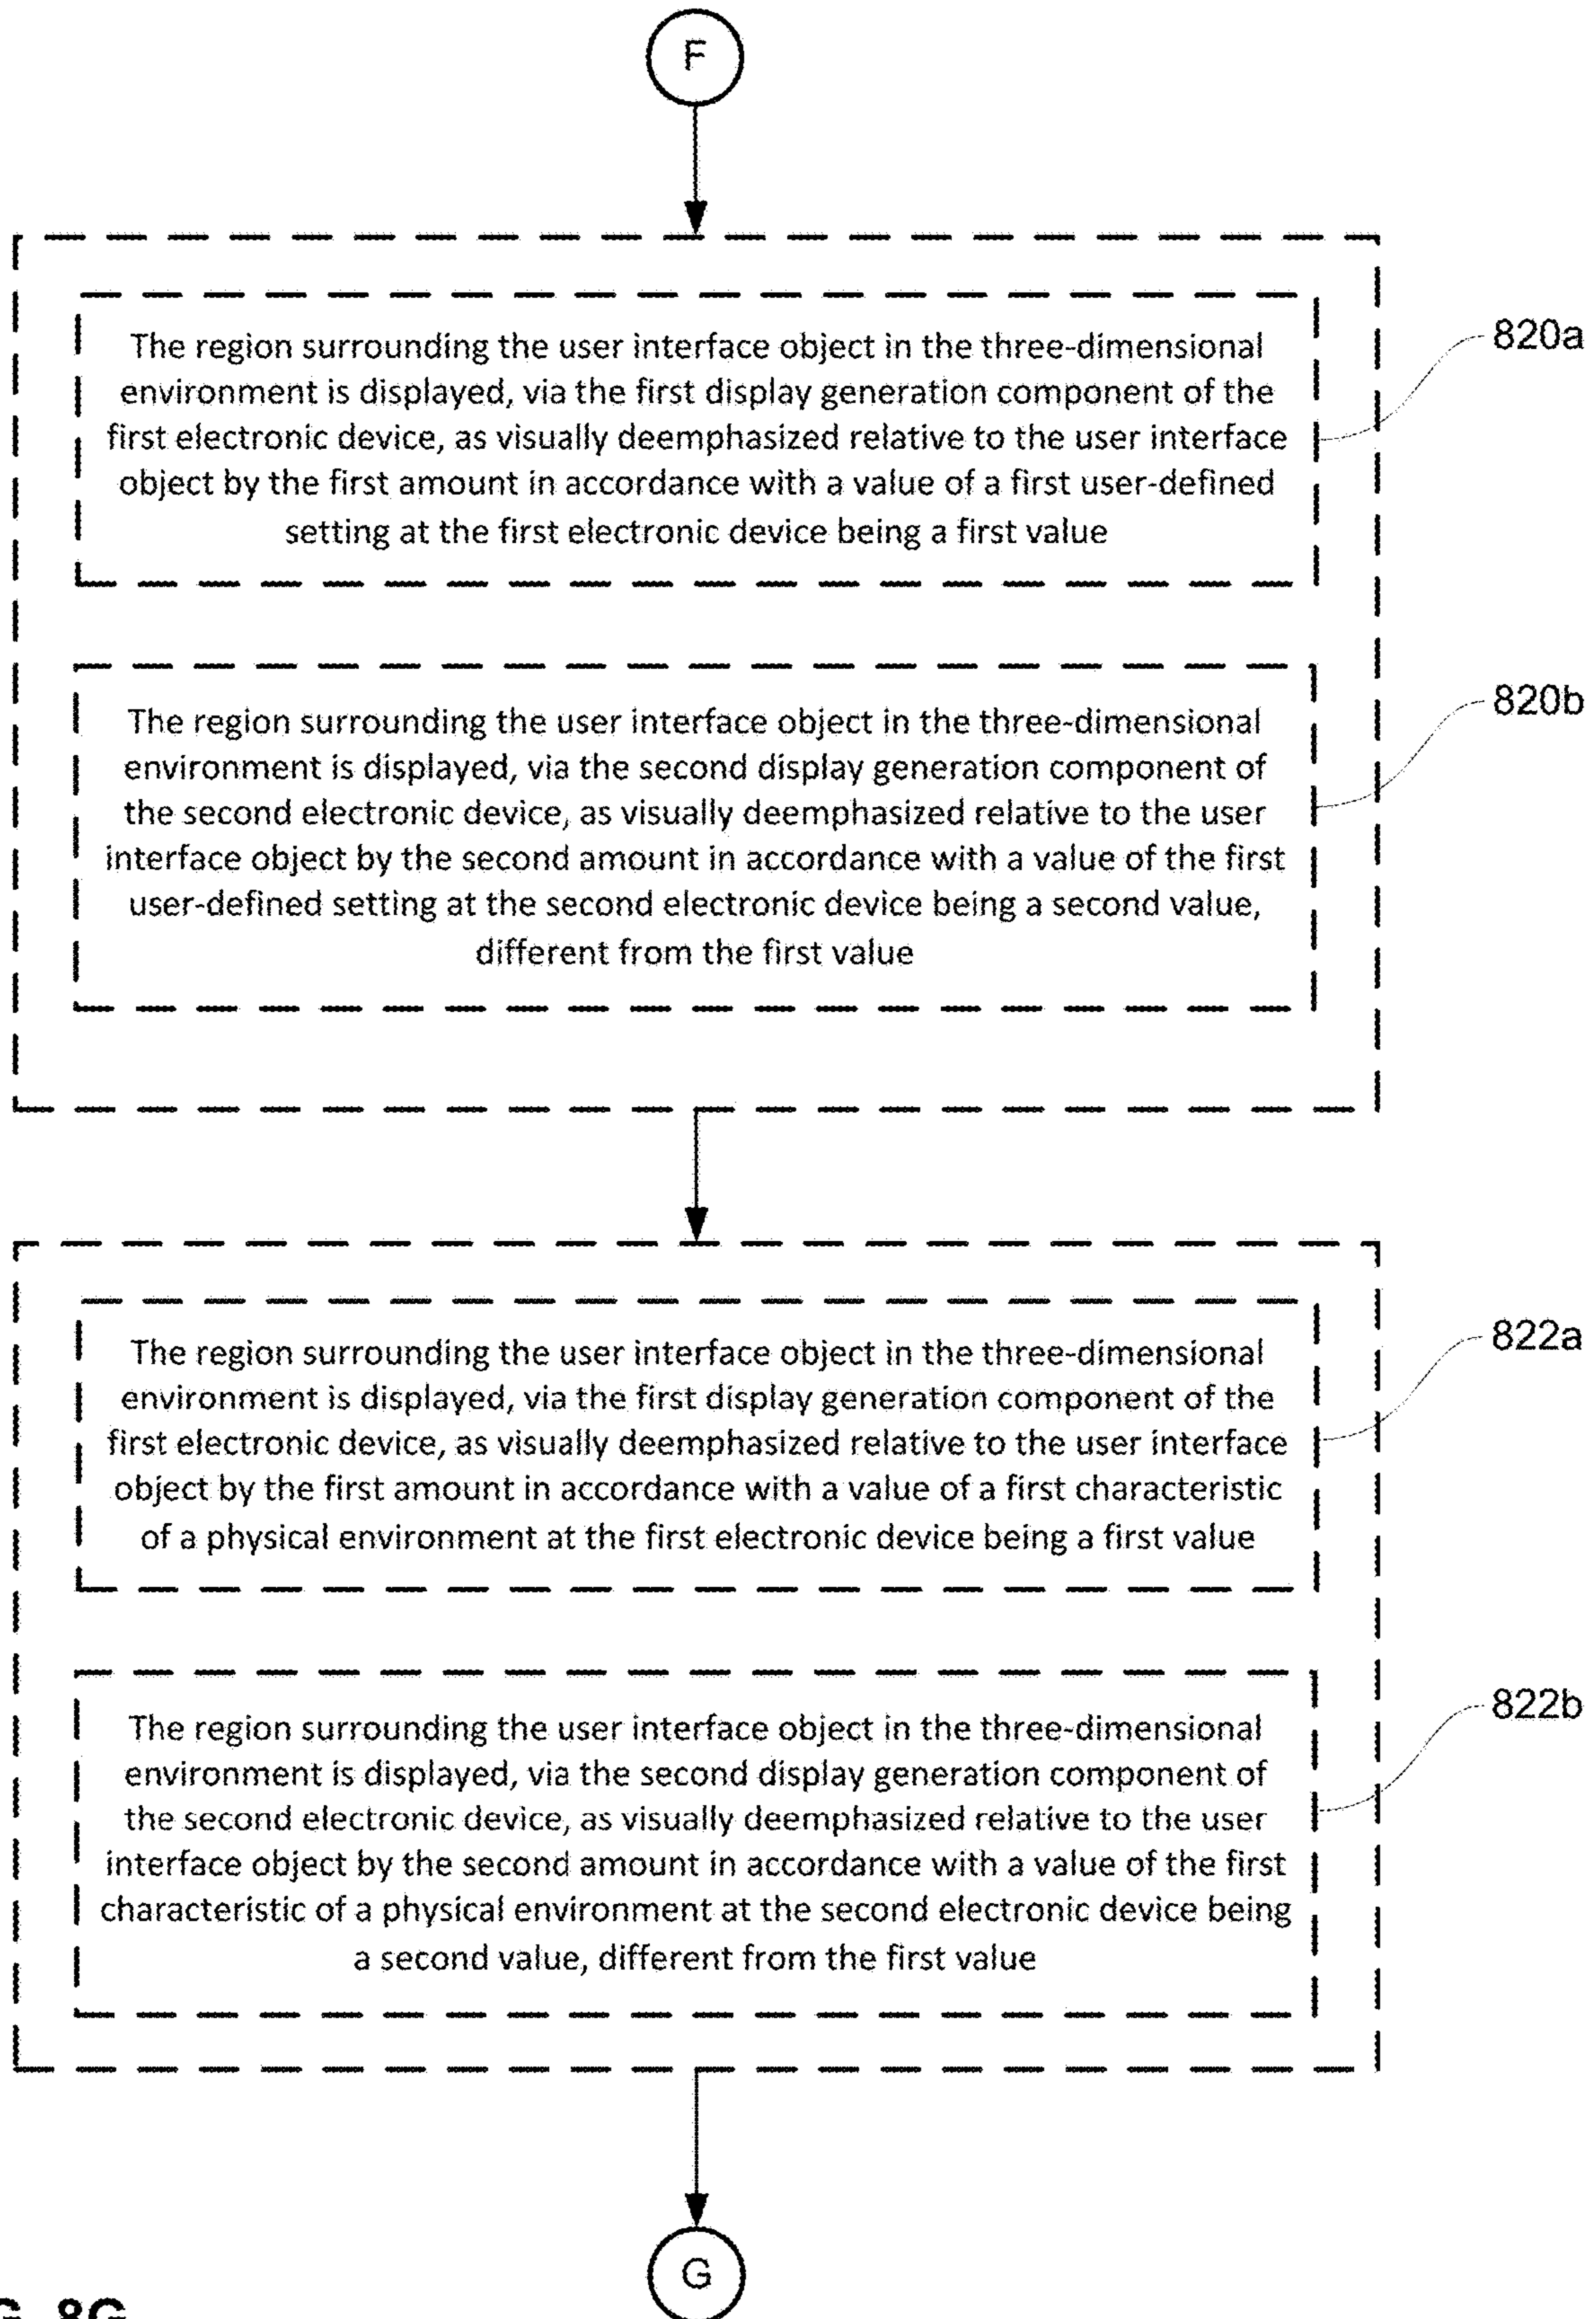 F
The region surrounding the user interface object in the three-dimensional
environment is displayed, via the first display generation component of the
first electronic device, as visually deemphasized relative to the user interface
object by the first amount in accordance with a value of a first user-defined
setting at the first electronic device being a first value
820a
The region surrounding the user interface object in the three-dimensional
environment is displayed, via the second display generation component of
the second electronic device, as visually deemphasized relative to the user
interface object by the second amount in accordance with a value of the first
user-defined setting at the second electronic device being a second value,
different from the first value
820b
The region surrounding the user interface object in the three-dimensional
environment is displayed, via the first display generation component of the
first electronic device, as visually deemphasized relative to the user interface
object by the first amount in accordance with a value of a first characteristic
of a physical environment at the first electronic device being a first value
822a
The region surrounding the user interface object in the three-dimensional
environment is displayed, via the second display generation component of
the second electronic device, as visually deemphasized relative to the user
interface object by the second amount in accordance with a value of the first
characteristic of a physical environment at the second electronic device being
a second value, different from the first value
822b
G
8G